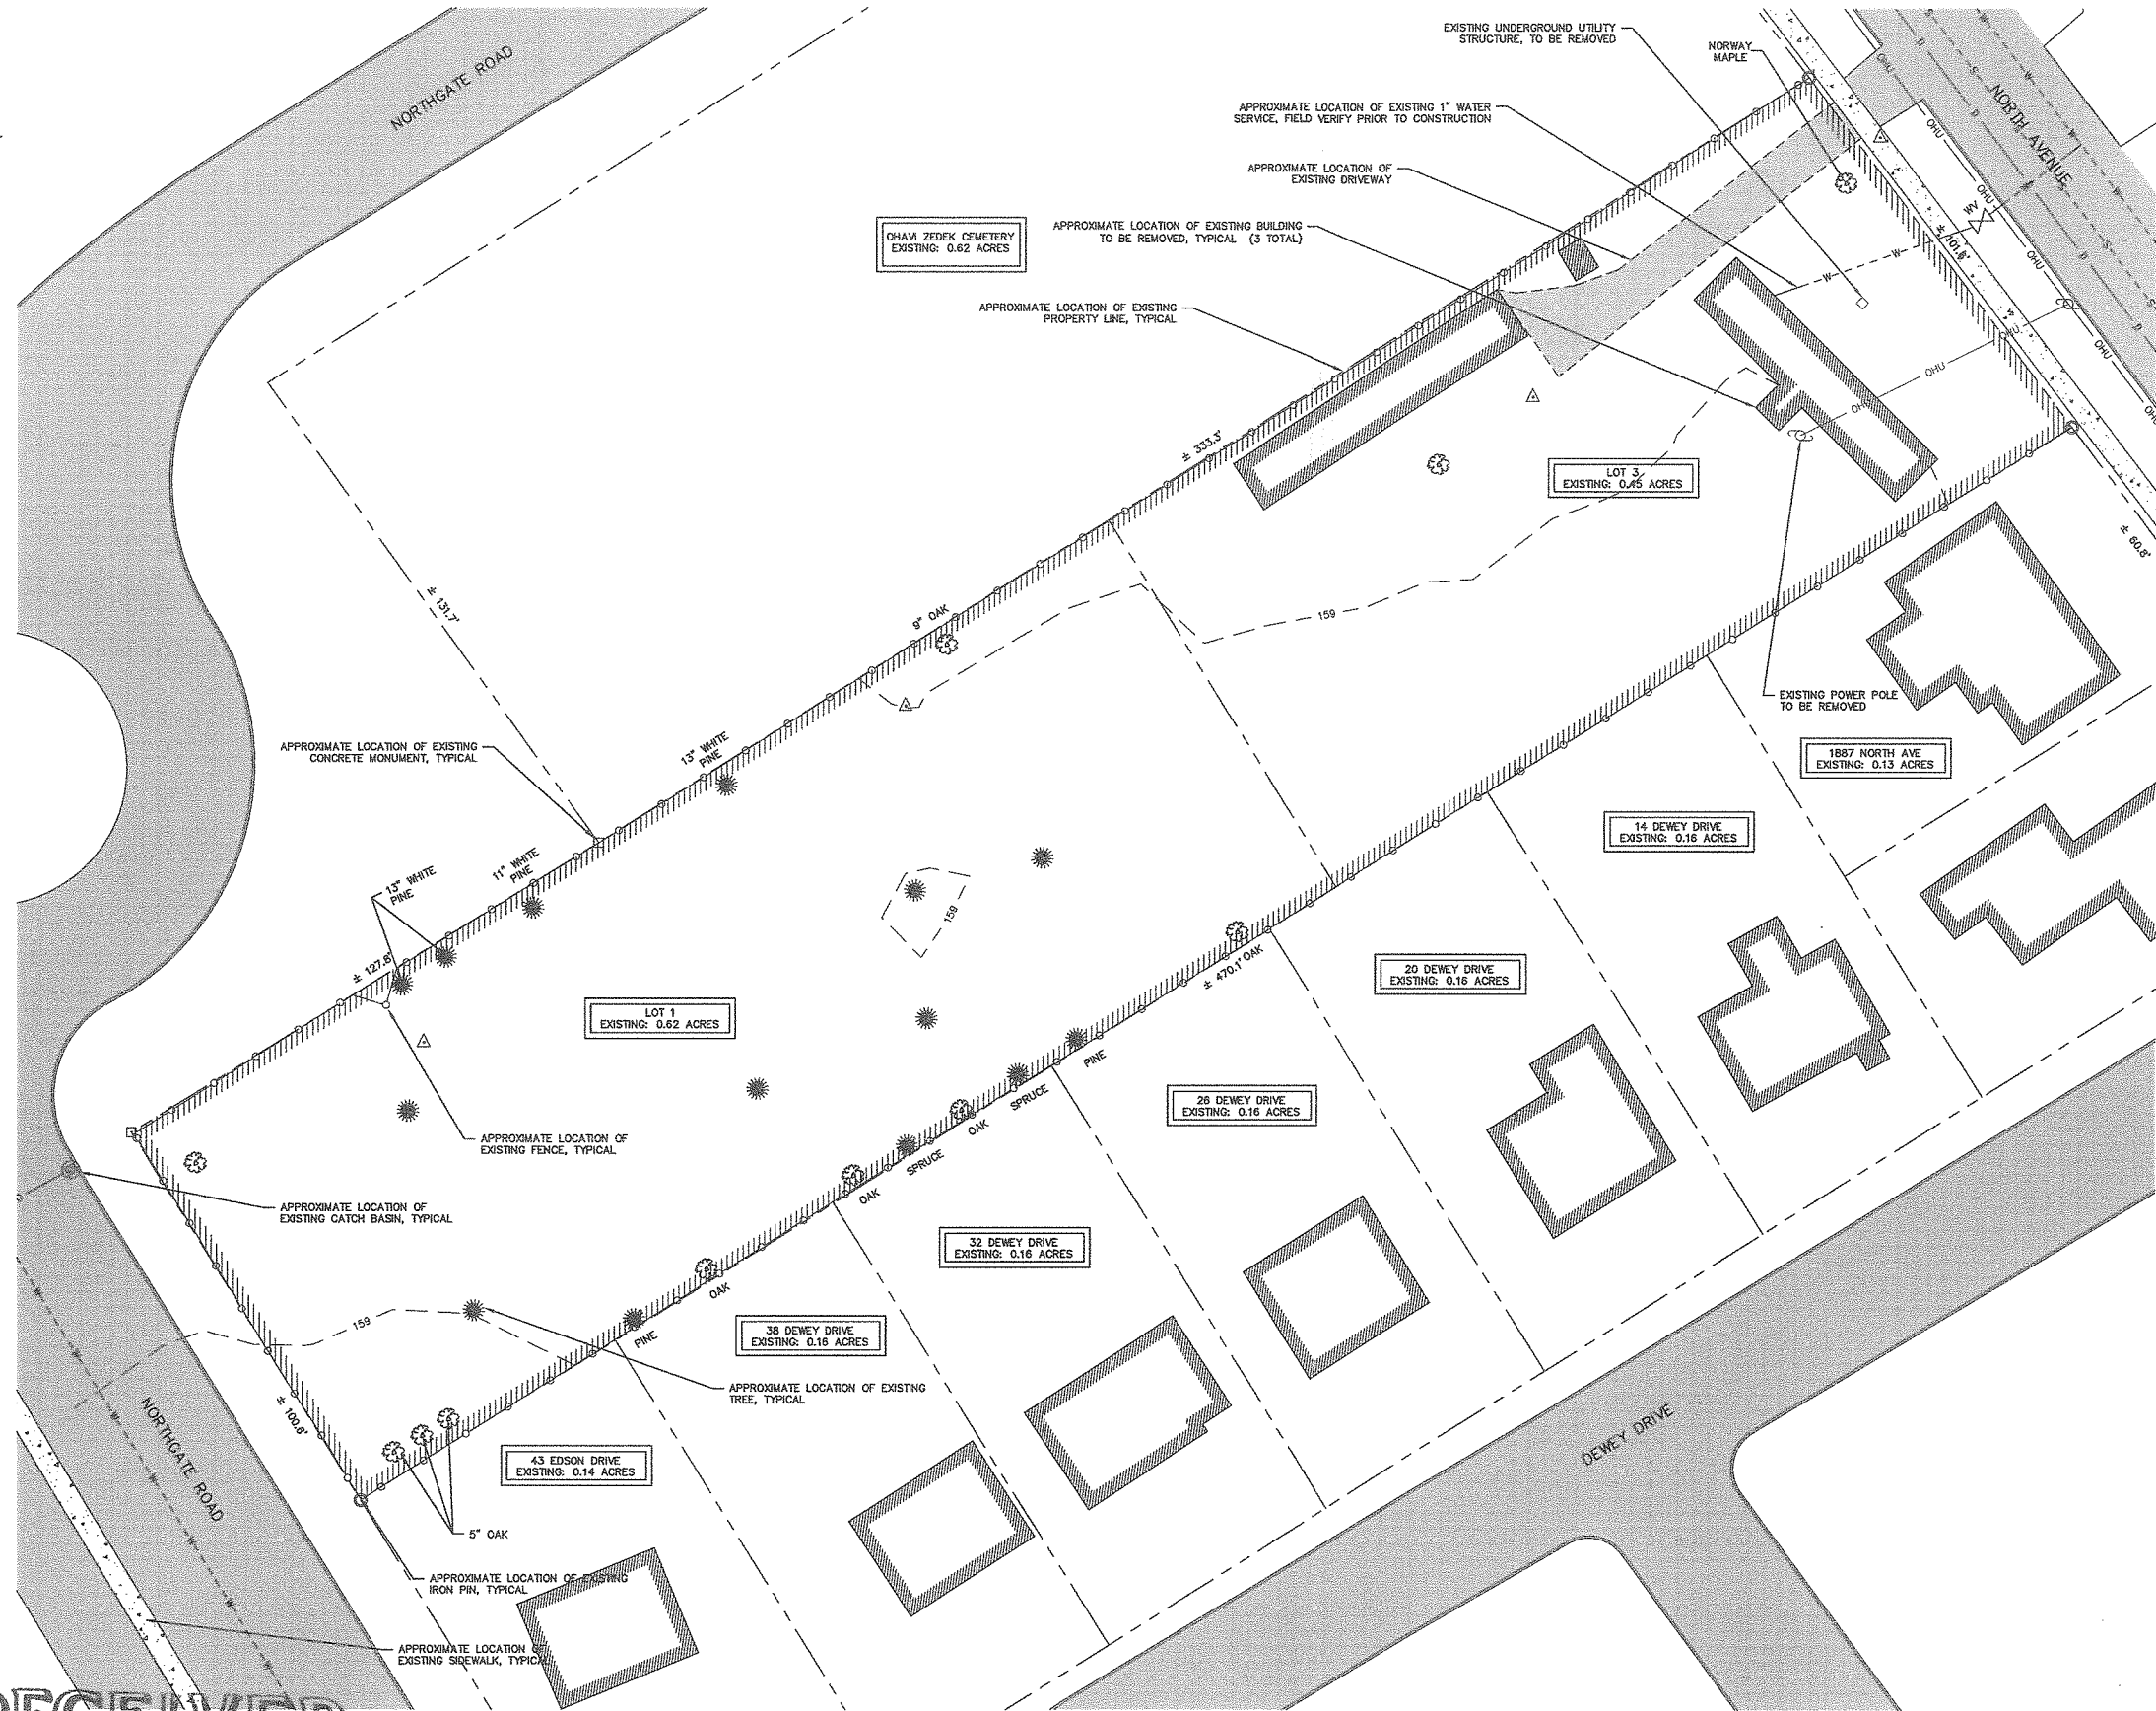 NORTHGATE ROAD
EXISTING UNDERGROUND UTILITY
STRUCTURE, TO BE REMOVED
NORWAY
MAPLE
NORTH AVENUE
APPROXIMATE LOCATION OF EXISTING 1" WATER
SERVICE, FIELD VERIFY PRIOR TO CONSTRUCTION
APPROXIMATE LOCATION OF
EXISTING DRIVEWAY
OHAVI ZEDEK CEMETERY
EXISTING: 0.62 ACRES
APPROXIMATE LOCATION OF EXISTING BUILDING
TO BE REMOVED, TYPICAL (3 TOTAL)
APPROXIMATE LOCATION OF EXISTING
PROPERTY LINE, TYPICAL
WV
± 101.8'
W
W
OHU
OHU
OHU
OHU
OHU
OHU
OHU
± 333.3'
LOT 3
EXISTING: 0.45 ACRES
± 60.8'
± 131.7'
9" OAK
159
EXISTING POWER POLE
TO BE REMOVED
13" WHITE
PINE
APPROXIMATE LOCATION OF EXISTING
CONCRETE MONUMENT, TYPICAL
1887 NORTH AVE
EXISTING: 0.13 ACRES
14 DEWEY DRIVE
EXISTING: 0.16 ACRES
11" WHITE
PINE
13" WHITE
PINE
159
± 127.8'
± 470.1'
OAK
20 DEWEY DRIVE
EXISTING: 0.16 ACRES
LOT 1
EXISTING: 0.62 ACRES
PINE
SPRUCE
26 DEWEY DRIVE
EXISTING: 0.16 ACRES
OAK
APPROXIMATE LOCATION OF
EXISTING FENCE, TYPICAL
SPRUCE
OAK
APPROXIMATE LOCATION OF
EXISTING CATCH BASIN, TYPICAL
32 DEWEY DRIVE
EXISTING: 0.16 ACRES
OAK
159
38 DEWEY DRIVE
EXISTING: 0.16 ACRES
PINE
APPROXIMATE LOCATION OF EXISTING
TREE, TYPICAL
± 100.6'
NORTHGATE ROAD
43 EDSON DRIVE
EXISTING: 0.14 ACRES
DEWEY DRIVE
5" OAK
APPROXIMATE LOCATION OF EXISTING
IRON PIN, TYPICAL
APPROXIMATE LOCATION OF
EXISTING SIDEWALK, TYPICAL